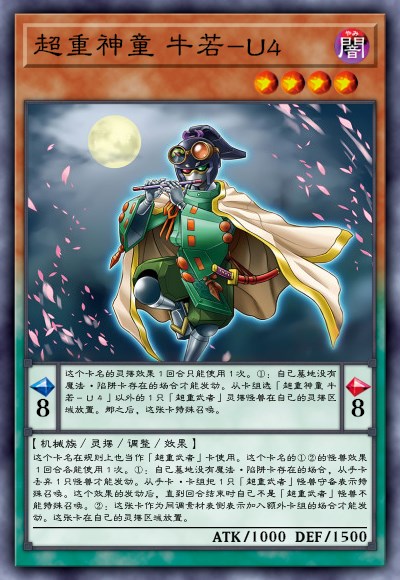 超重神童 牛若-U4
やみ
闇
这个卡名的灵摆效果1回合只能使用1次。①:自己墓地没有
魔法·陷阱卡存在的场合才能发动。从卡组选「超重神童 牛
若-U4」以外的1只「超重武者」灵摆怪兽在自己的灵摆区
域放置。那之后,这张卡特殊召唤。
8
8
【机械族/灵摆/调整/效果】
这个卡名在规则上也当作「超重武者」卡使用。这个卡名的①②的怪兽效果
1回合各能使用1次。①:自己墓地没有魔法·陷阱卡存在的场合,从手卡
丢弃1只怪兽才能发动。从手卡·卡组把1只「超重武者」怪兽守备表示特
殊召唤。这个效果的发动后,直到回合结束时自己不是「超重武者」怪兽不
能特殊召唤。②:这张卡作为同调素材表侧表示加入额外卡组的场合才能发
动。这张卡在自己的灵摆区域放置。
ATK/1000 DEF/1500